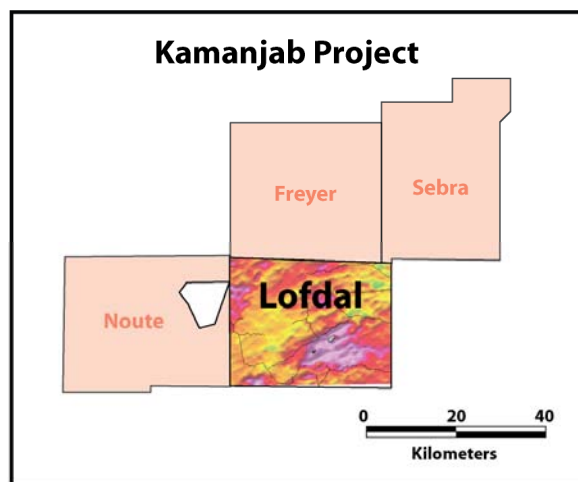 Kamanjab Project
Freyer
Sebra
Lofdal
Noute
0 20 40
Kilometers